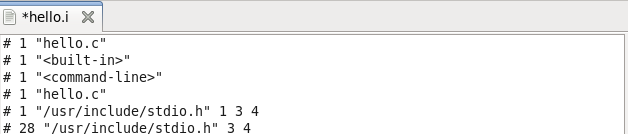 *hello.i
# 1 "hello.c"
# 1 "<built-in>"
# 1 "<command-line>"
# 1 "hello.c"
# 1 "/usr/include/stdio.h" 1 3 4
# 28 "/usr/include/stdio.h" 3 4